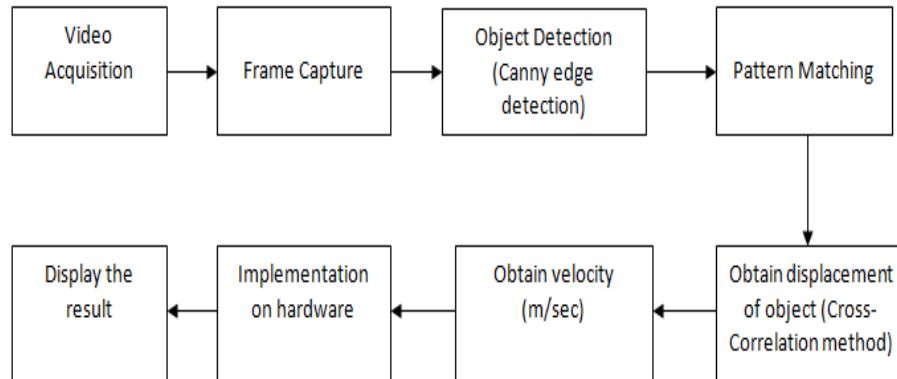 Video
Acquisition
Frame Capture
Object Detection
(Canny edge
detection)
Pattern Matching
Obtain displacement
of object (Cross-
Correlation method)
Obtain velocity
(m/sec)
Implementation
on hardware
Display the
result